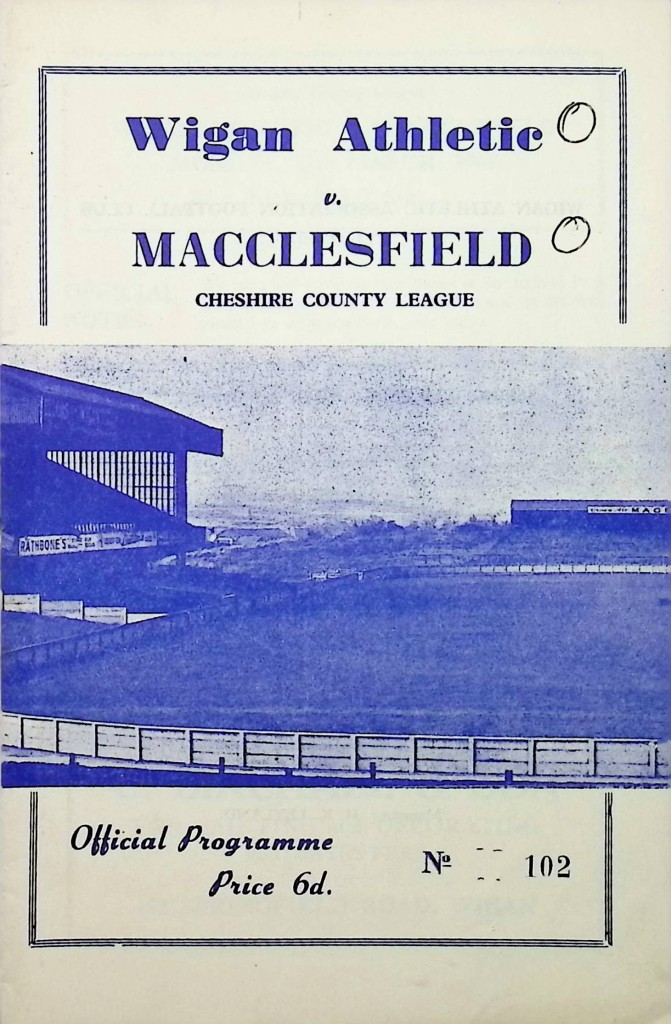 Wigan Athletic 0
v.
MACCLESFIELD 0
CHESHIRE COUNTY LEAGUE
RATHBONE'S
Official Programme
Price 6d.
Nº 102